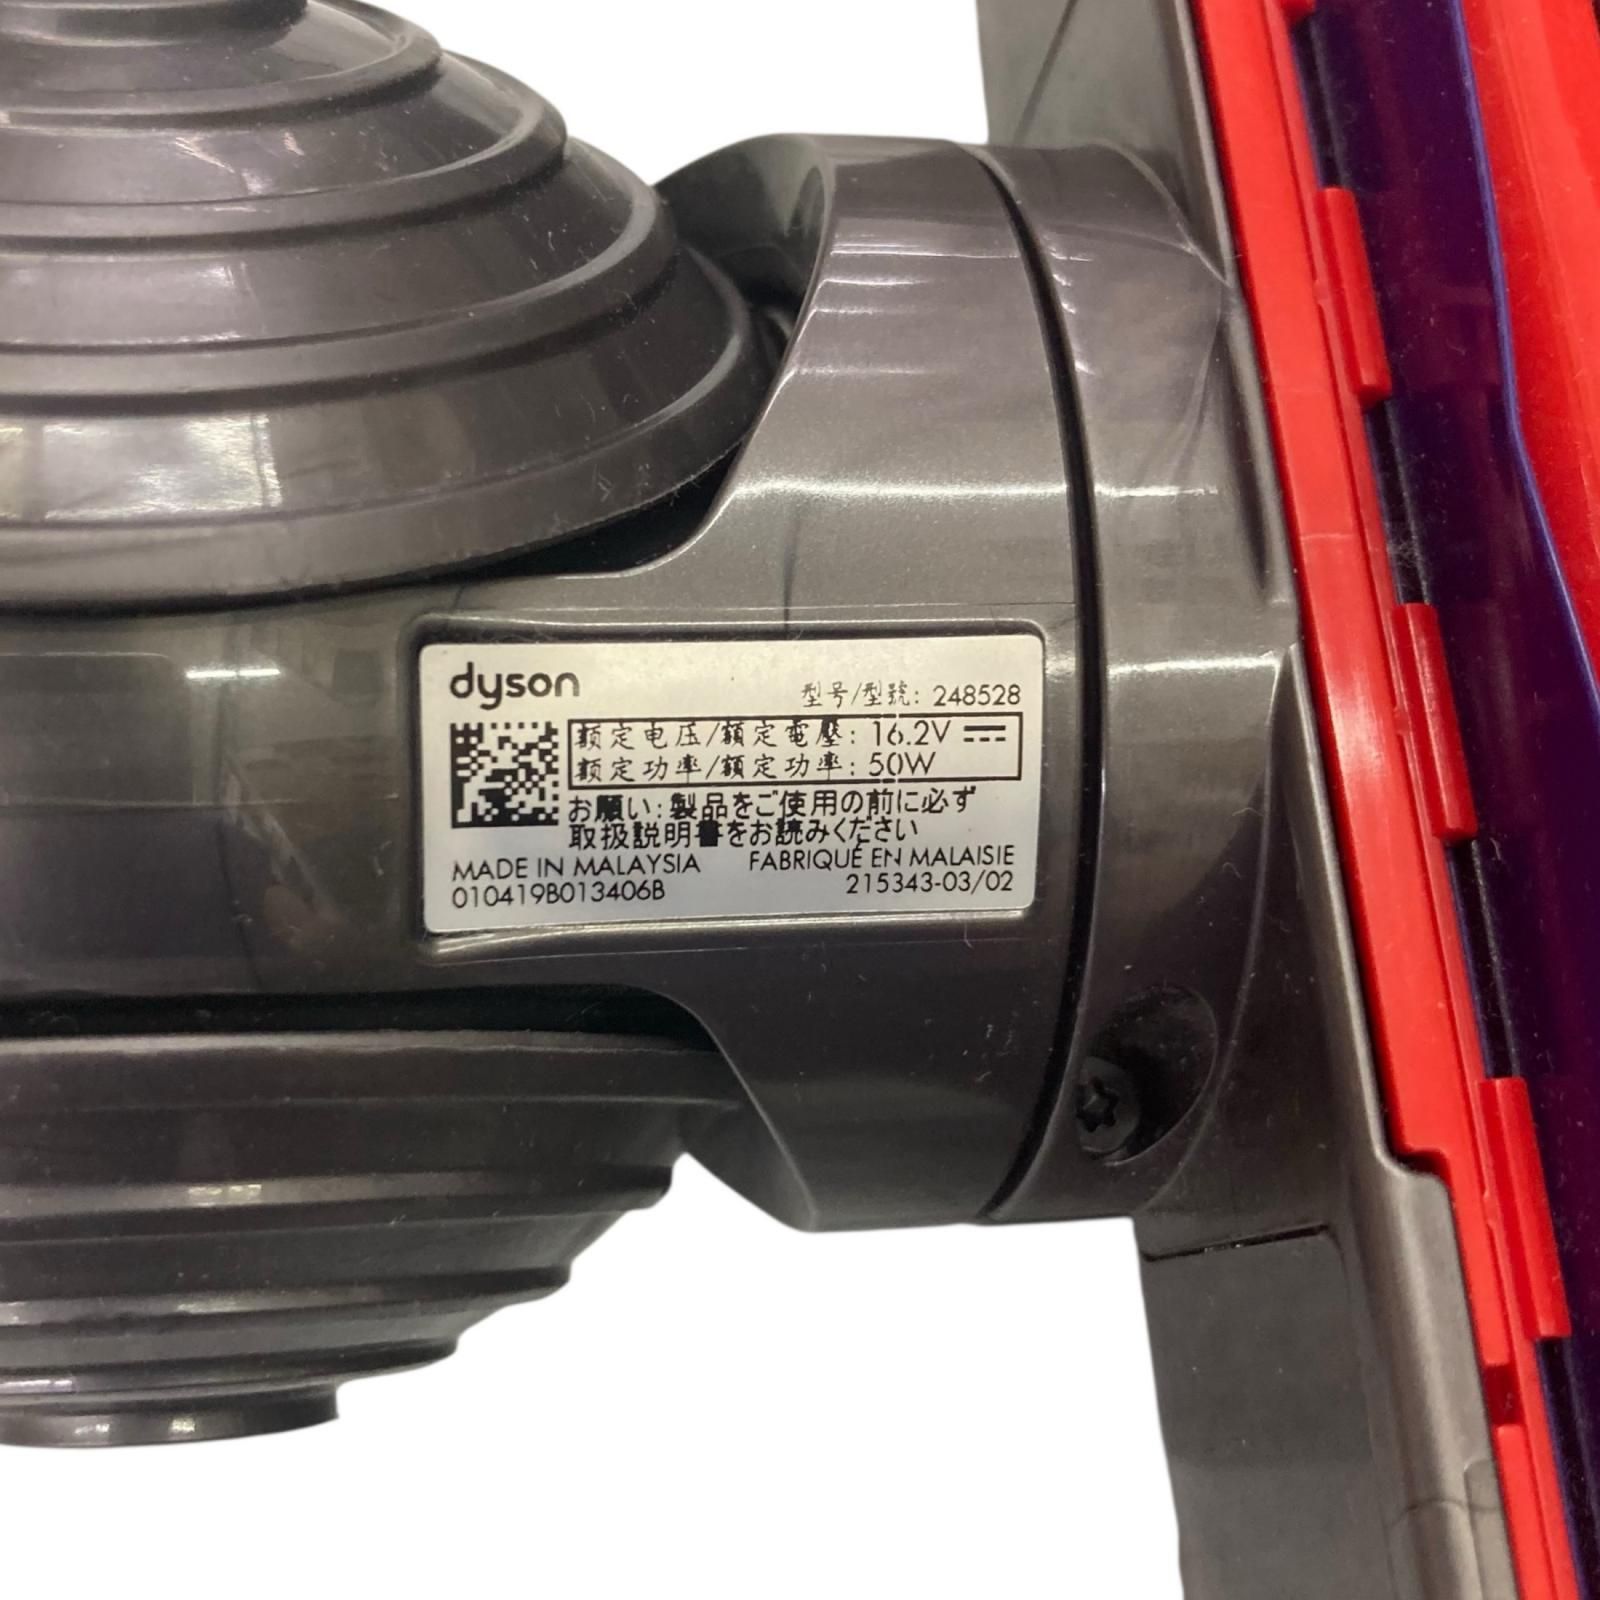 dyson
型号/型號: 248528
额定电压/額定電壓: 16.2V
额定功率/額定功率: 50W
お願い:製品をご使用の前に必ず
取扱説明書をお読みください
MADE IN MALAYSIA FABRIQUÉ EN MALAISIE
010419B013406B 215343-03/02